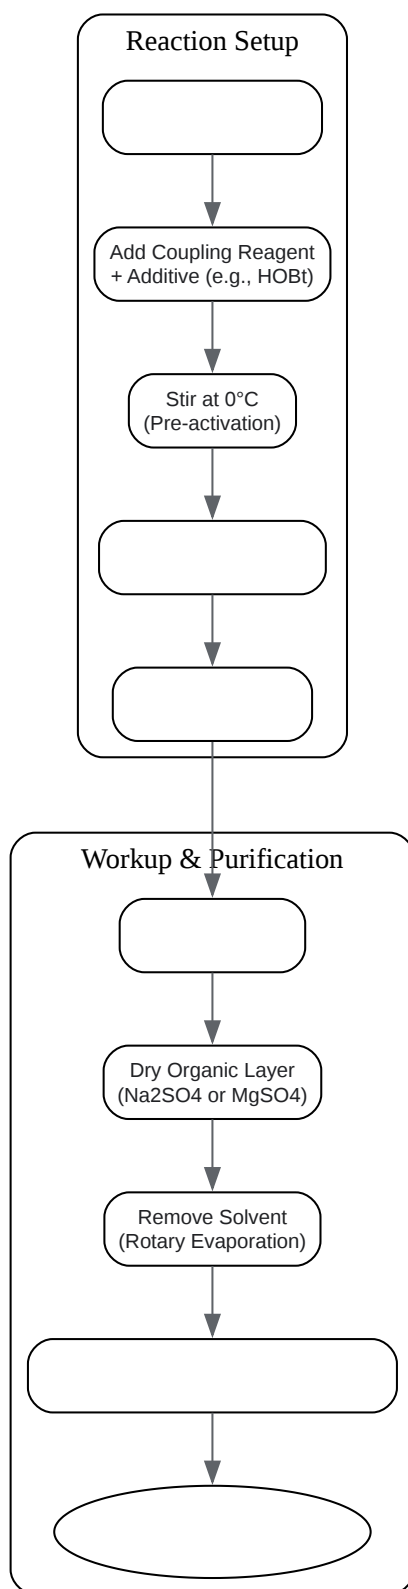 Reaction Setup
Add Coupling Reagent
+ Additive (e.g., HOBt)
Stir at 0°C
(Pre-activation)
Workup & Purification
Dry Organic Layer
(Na2SO4 or MgSO4)
Remove Solvent
(Rotary Evaporation)